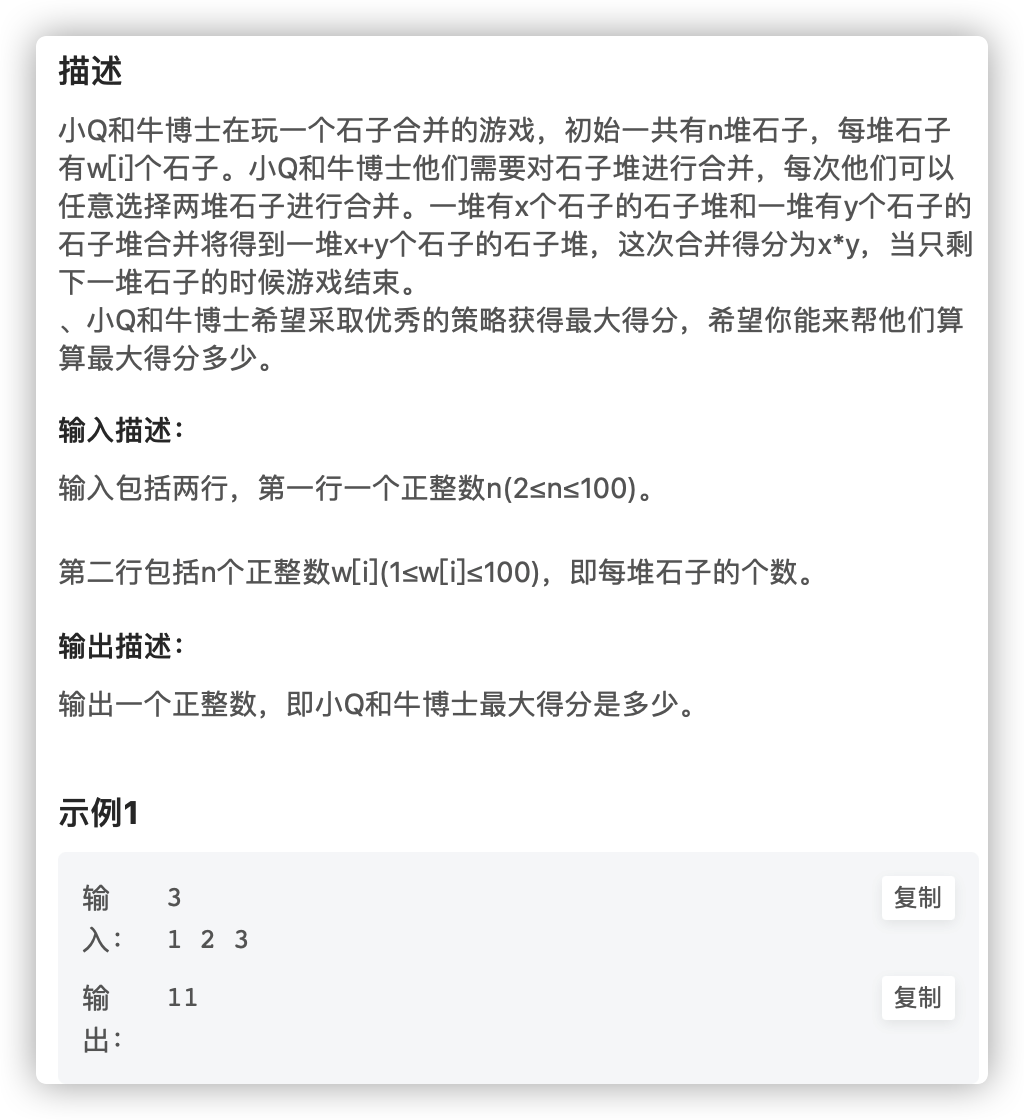 描述
小Q和牛博士在玩一个石子合并的游戏，初始一共有n堆石子，每堆石子
有w[i]个石子。小Q和牛博士他们需要对石子堆进行合并，每次他们可以
任意选择两堆石子进行合并。一堆有x个石子的石子堆和一堆有y个石子的
石子堆合并将得到一堆x+y个石子的石子堆，这次合并得分为x*y，当只剩
下一堆石子的时候游戏结束。
、小Q和牛博士希望采取优秀的策略获得最大得分，希望你能来帮他们算
算最大得分多少。
输入描述：
输入包括两行，第一行一个正整数n(2≤n≤100)。
第二行包括n个正整数w[i](1≤w[i]≤100)，即每堆石子的个数。
输出描述：
输出一个正整数，即小Q和牛博士最大得分是多少。
示例1
输 3 复制
入： 1 2 3
输 11 复制
出：